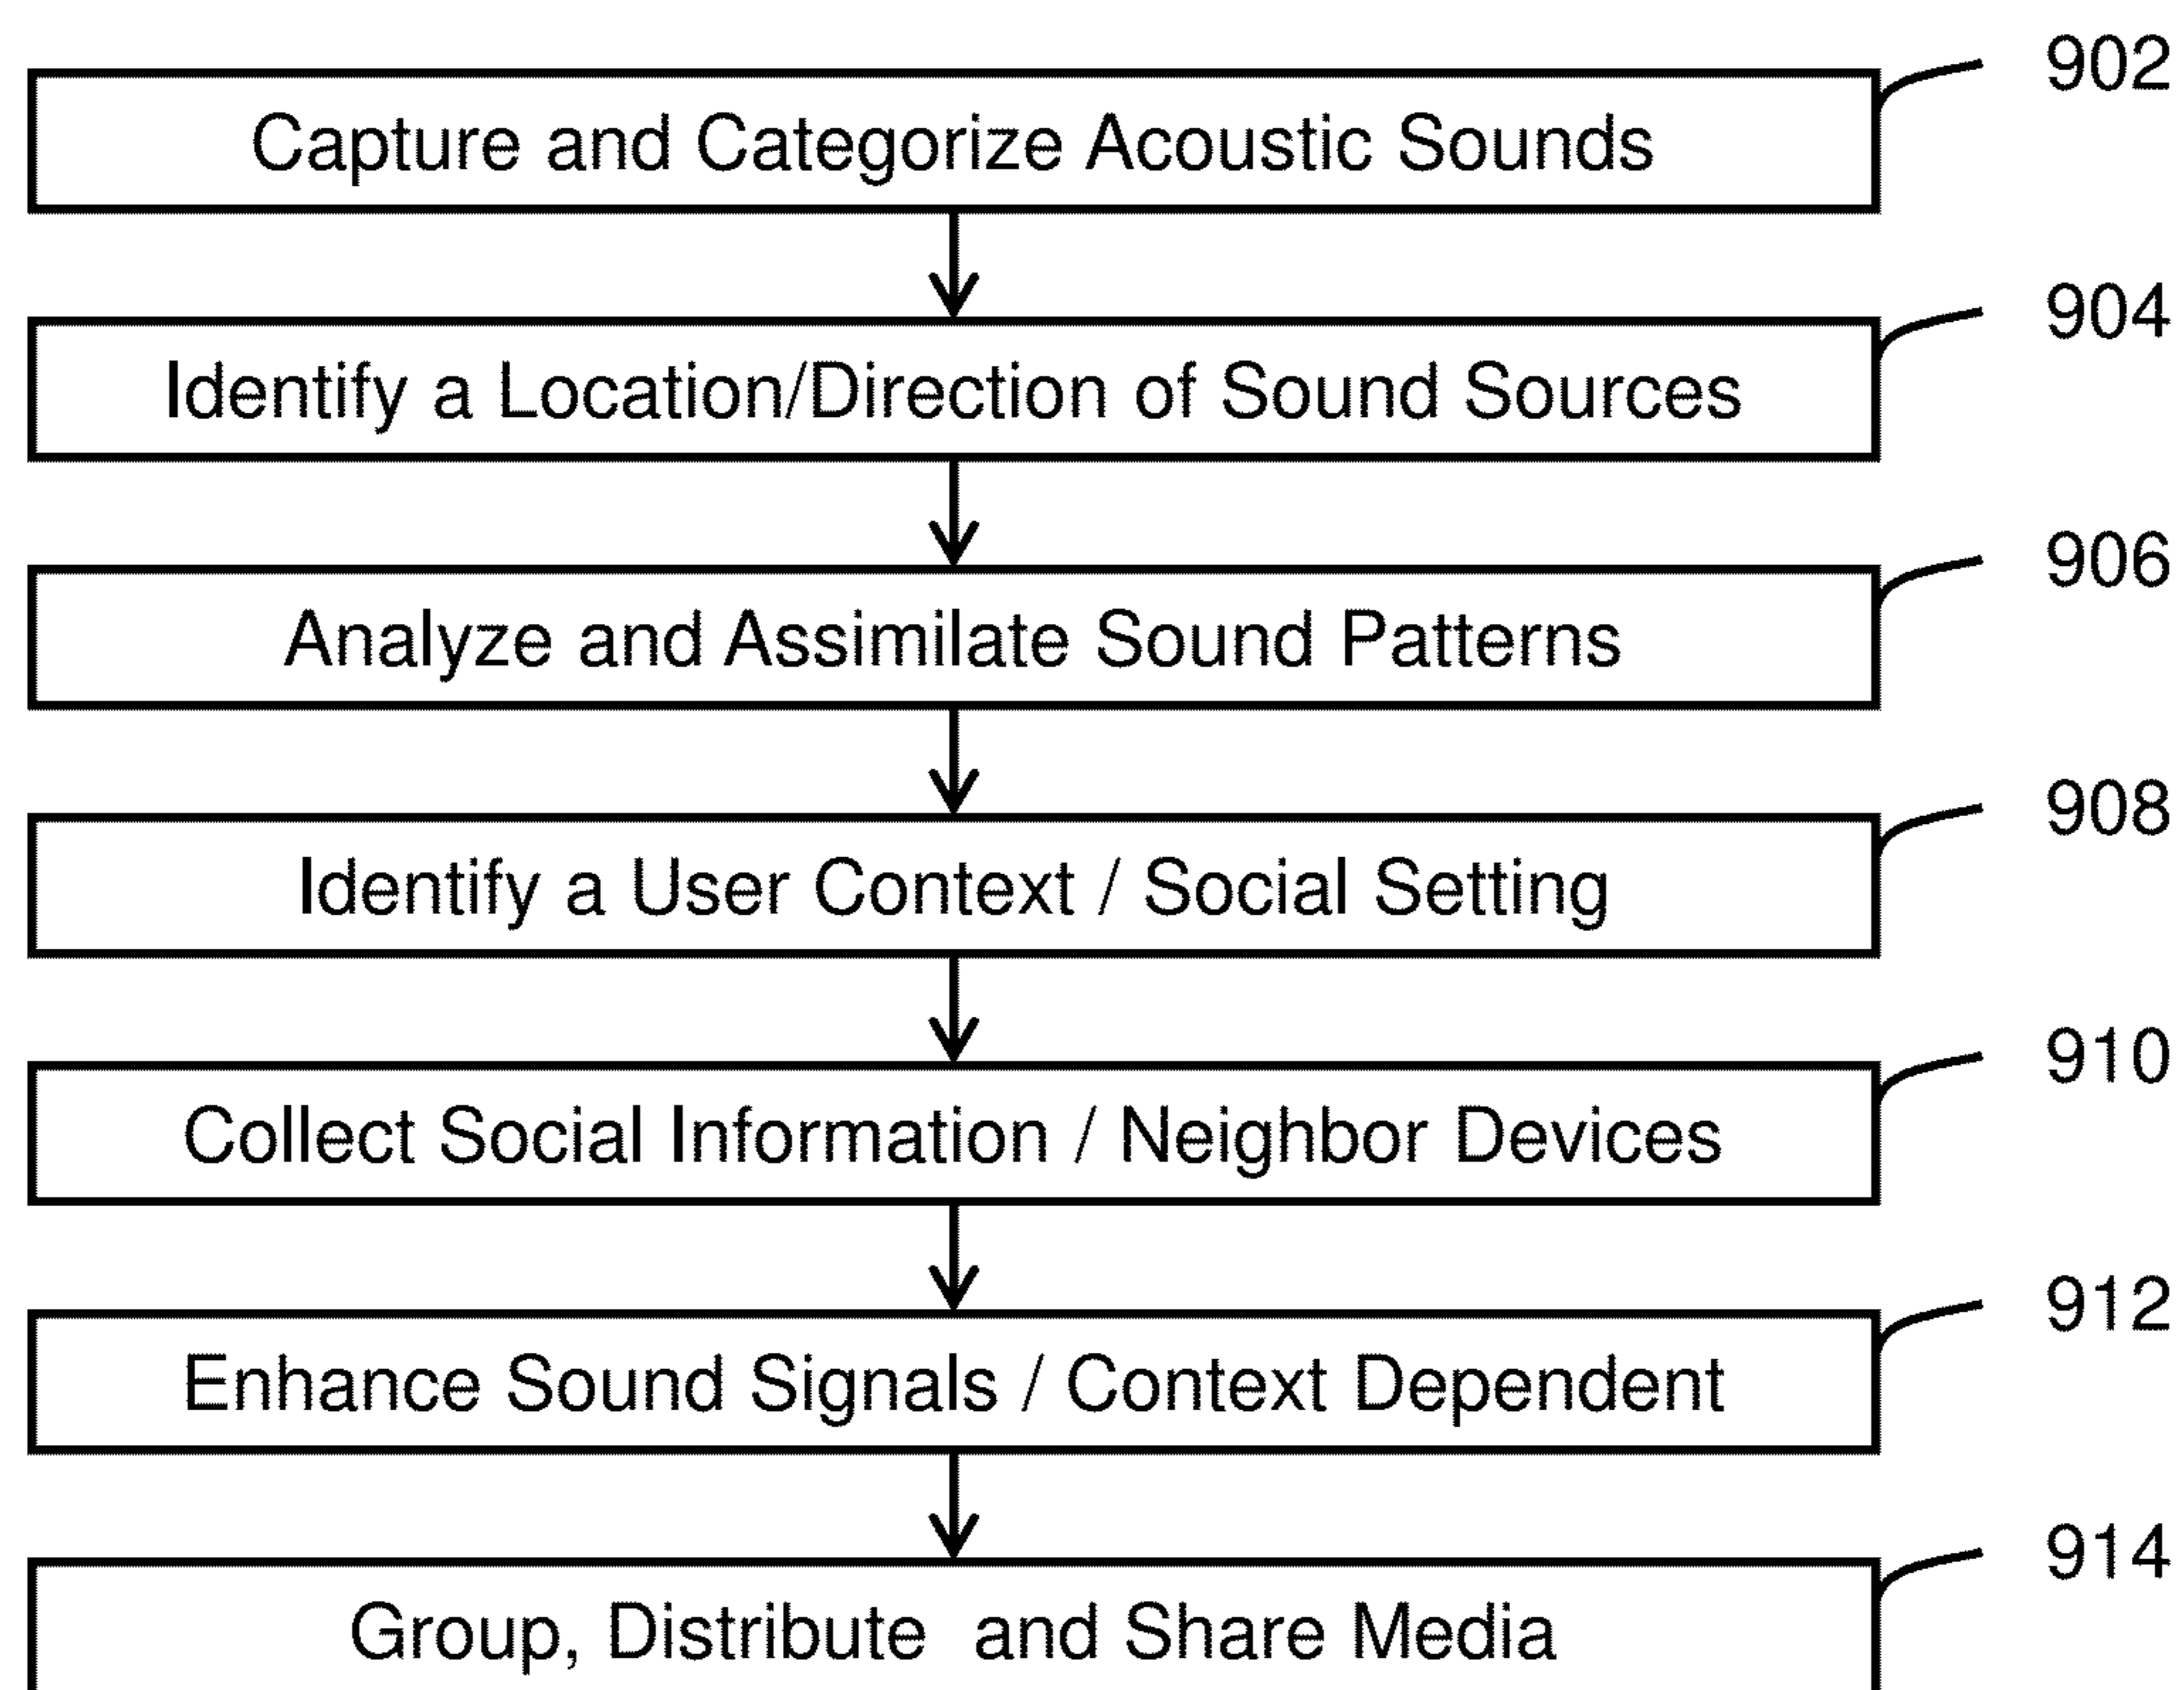 902
Capture and Categorize Acoustic Sounds
904
Identify a Location/Direction of Sound Sources
906
Analyze and Assimilate Sound Patterns
908
Identify a User Context / Social Setting
910
Collect Social Information / Neighbor Devices
912
Enhance Sound Signals / Context Dependent
914
Group, Distribute and Share Media